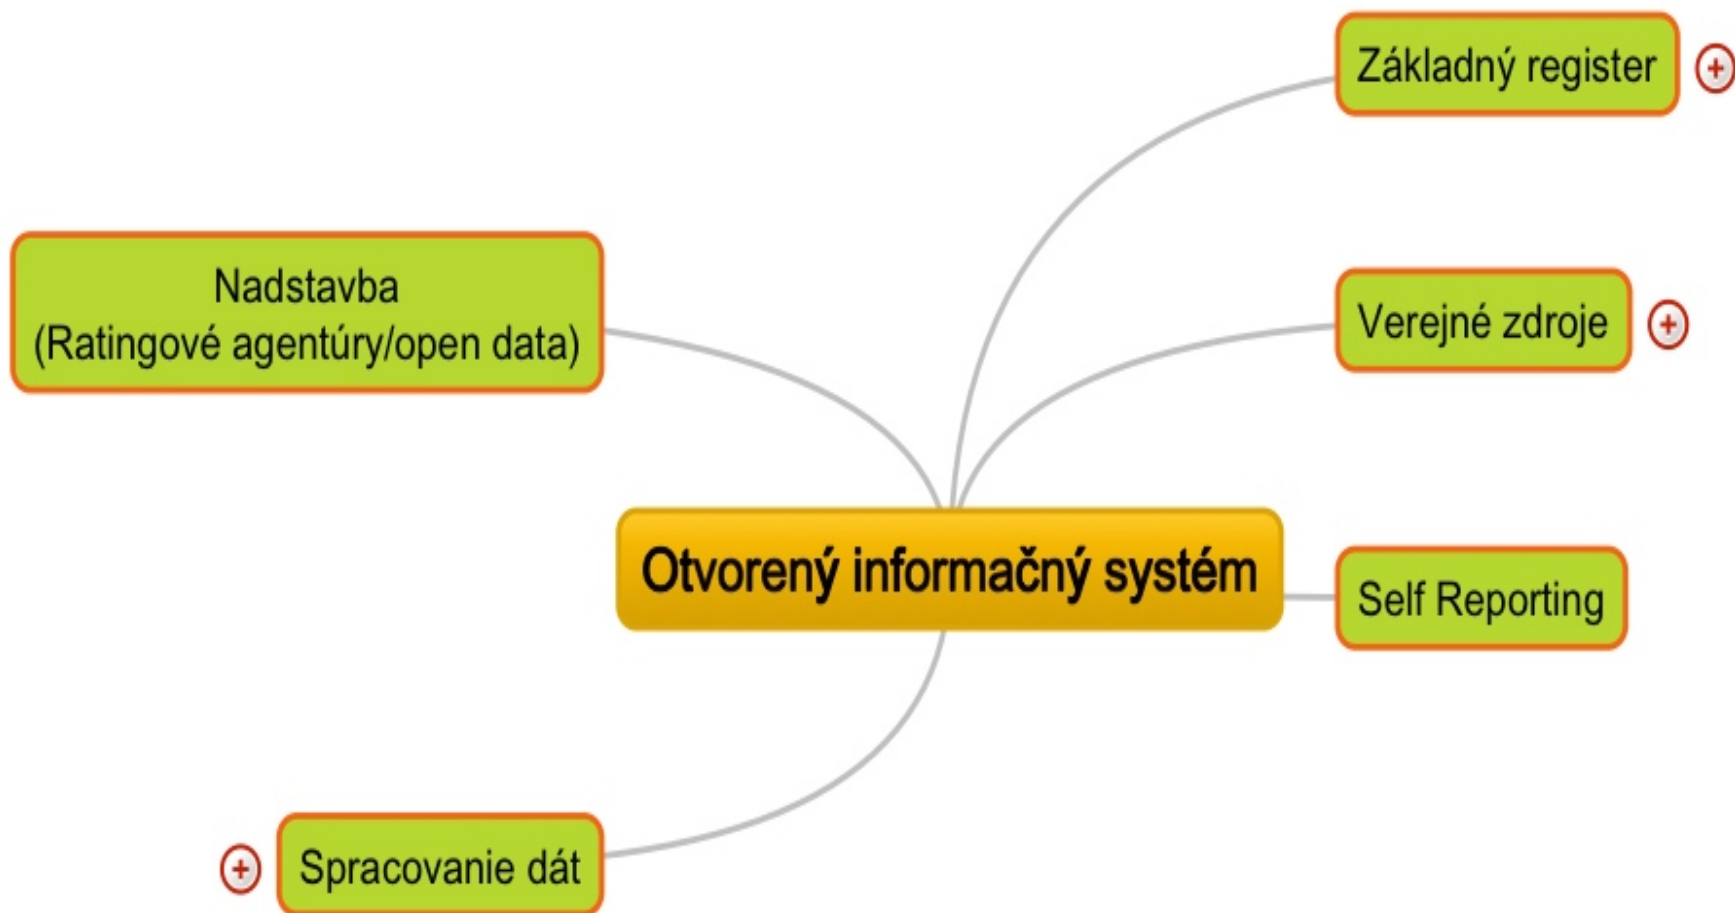 Základný register
Nadstavba
(Ratingové agentúry/open data)
Verejné zdroje
Otvorený informačný systém
Self Reporting
Spracovanie dát